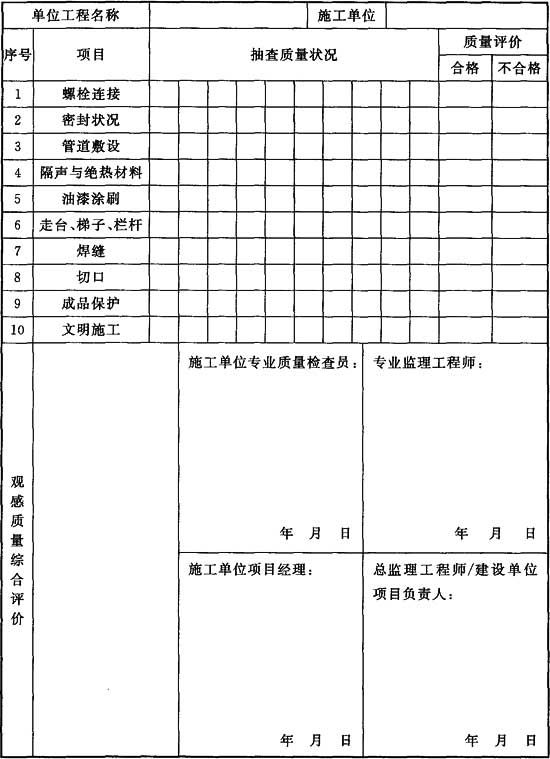 单位工程名称 施工单位
序号 项目 抽查质量状况 质量评价
合格 不合格
1 螺栓连接
2 密封状况
3 管道敷设
4 隔声与绝热材料
5 油漆涂刷
6 走台、梯子、栏杆
7 焊缝
8 切口
9 成品保护
10 文明施工
观感质量综合评价
施工单位专业质量检查员：
年 月 日
专业监理工程师：
年 月 日
施工单位项目经理：
年 月 日
总监理工程师/建设单位
项目负责人：
年 月 日